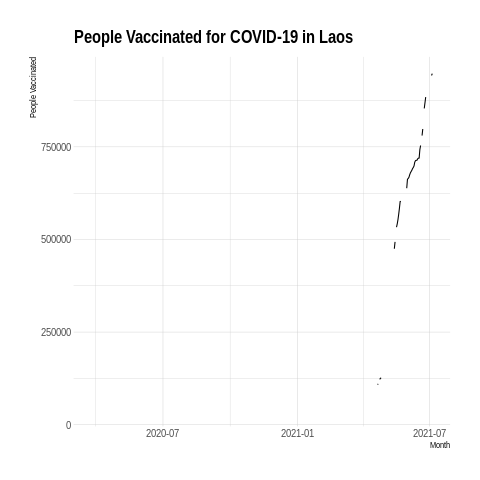 People Vaccinated for COVID-19 in Laos
People Vaccinated
750000
500000
250000
0
2020-07
2021-01
2021-07
Month